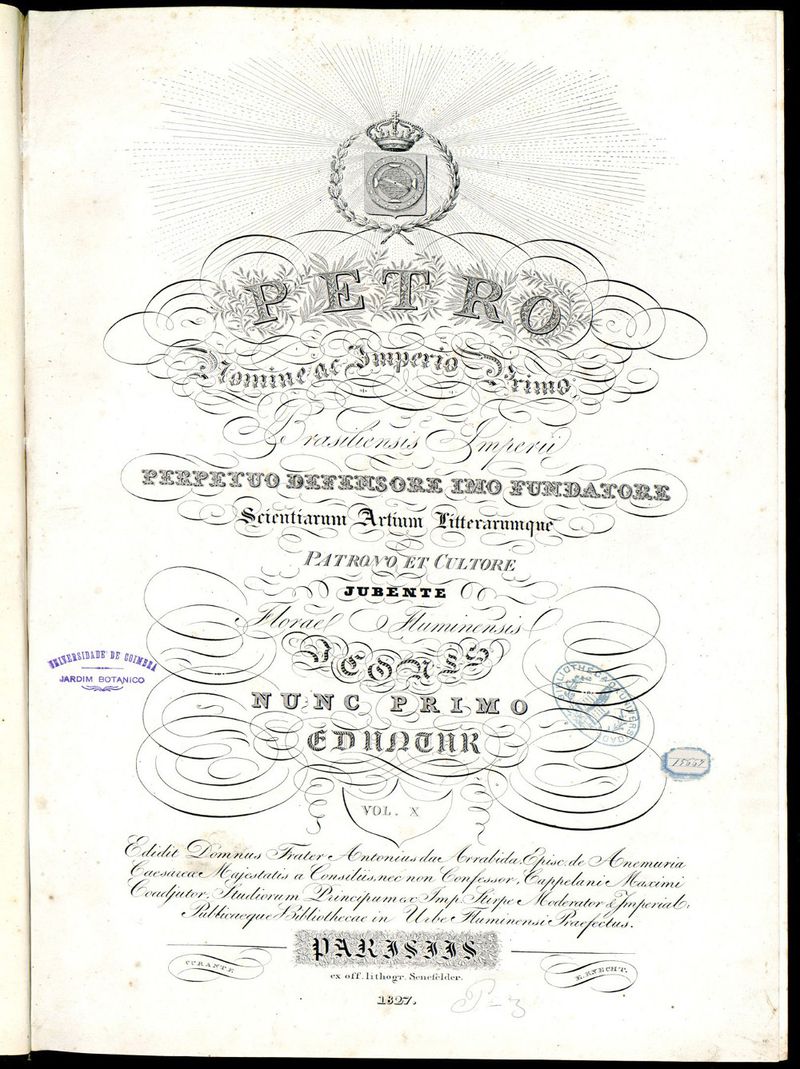 PETRO
Nomine ac Imperio Primo
Brasiliensis Imperii
PERPETUO DEFENSORE IMO FUNDATORE
Scientiarum Artium Litterarumque
PATRONO ET CULTORE
JUBENTE
Florae Fluminensis
ICONES
NUNC PRIMO
EDUNTUR
VOL. X
Edidit Domnus Frater Antonius da Arrabida, Episc. de Anemuria
Caesareae Majestatis a Consiliis, nec non Confessor, Cappelani Maximi
Coadjutor, Studiorum Principum ex Imp. Stirpe Moderator & Imperial
Publicaeque Bibliothecae in Urbe Fluminensi Praefectus.
PARISIIS
CURANTE
E. KNECHT.
ex off. lithogr. Senefelder.
1827.
UNIVERSIDADE DE COIMBRA
JARDIM BOTANICO